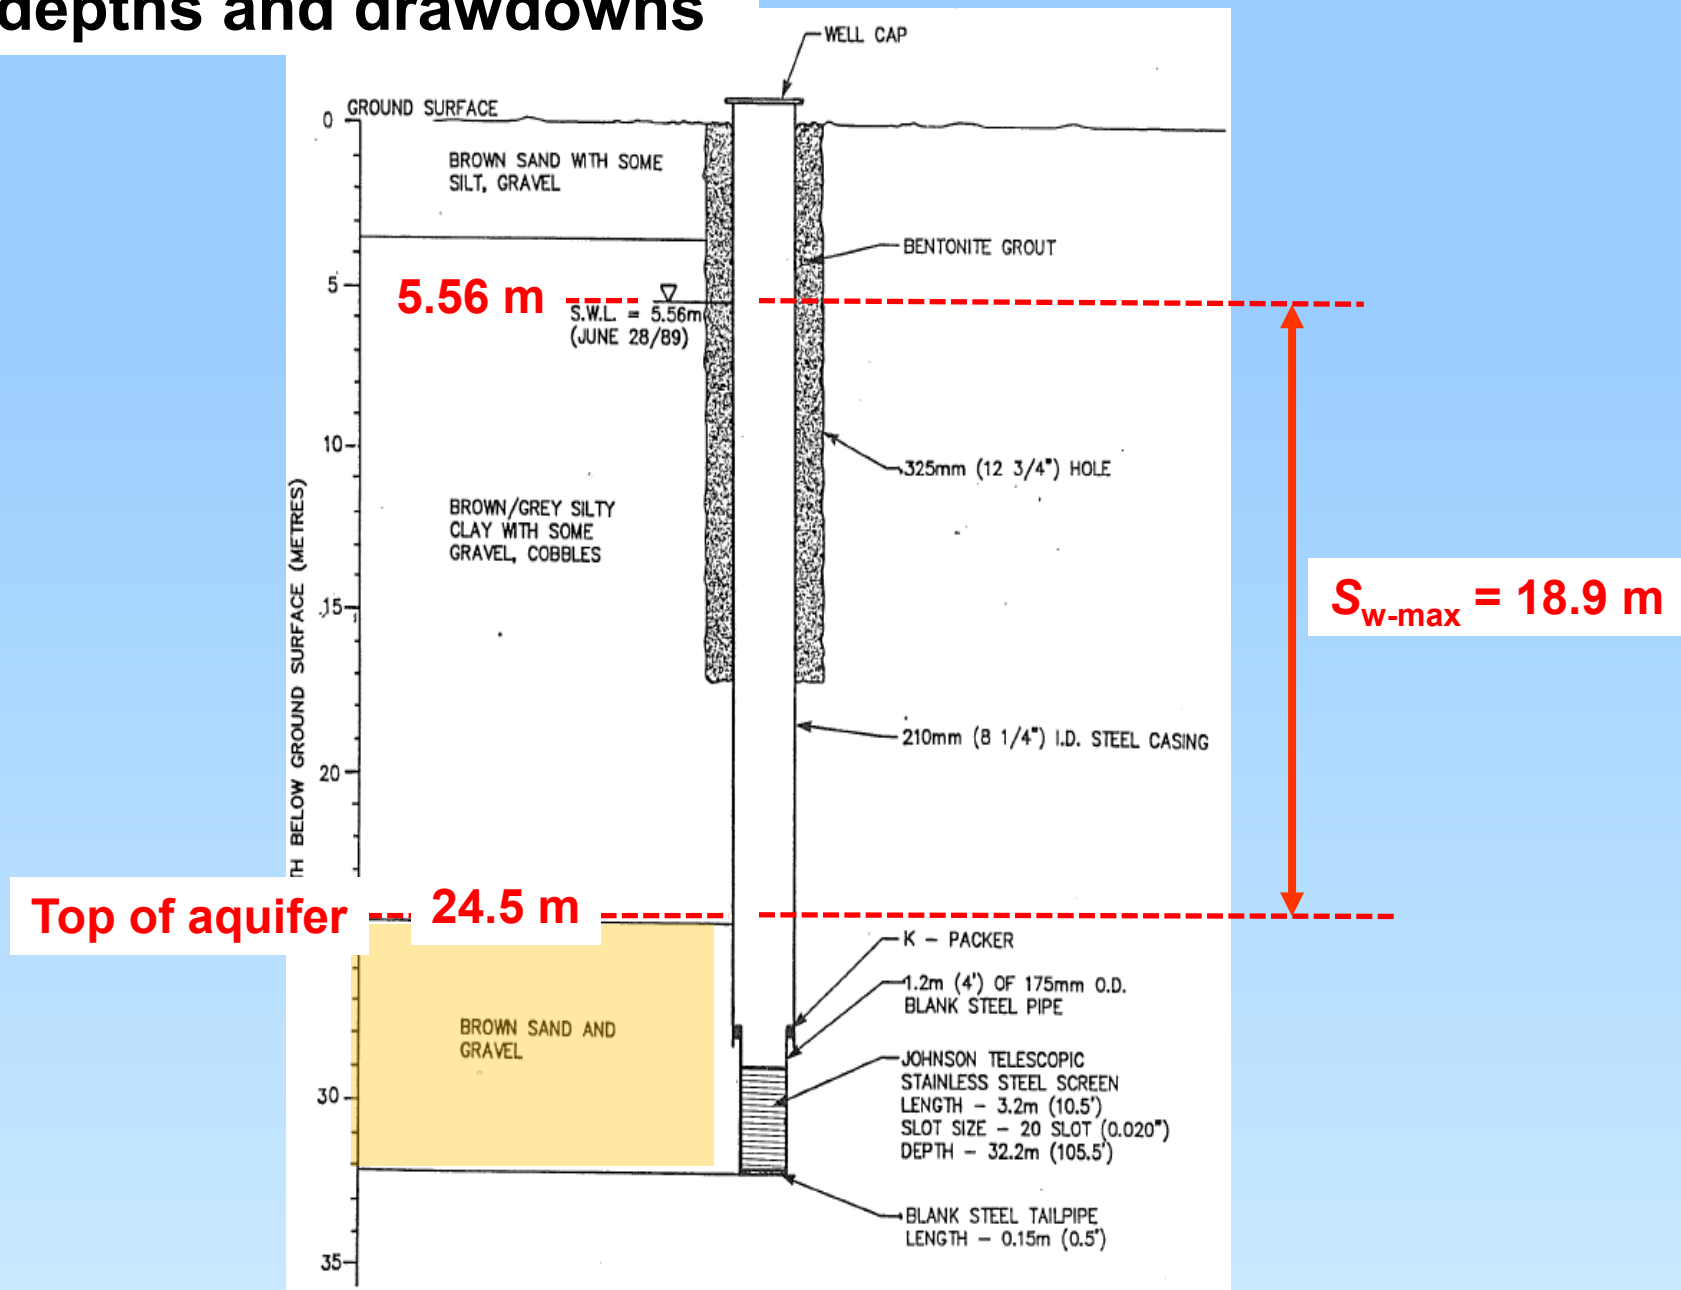 depths and drawdowns
WELL CAP
GROUND SURFACE
0
BROWN SAND WITH SOME
SILT, GRAVEL
BENTONITE GROUT
5
5.56 m
S.W.L. = 5.56m
(JUNE 28/89)
10
325mm (12 3/4") HOLE
BROWN/GREY SILTY
CLAY WITH SOME
GRAVEL, COBBLES
BELOW GROUND SURFACE (METRES)
15
Sw-max = 18.9 m
210mm (8 1/4") I.D. STEEL CASING
20
Top of aquifer
24.5 m
K - PACKER
1.2m (4') OF 175mm O.D.
BLANK STEEL PIPE
BROWN SAND AND
GRAVEL
JOHNSON TELESCOPIC
STAINLESS STEEL SCREEN
LENGTH - 3.2m (10.5')
SLOT SIZE - 20 SLOT (0.020")
DEPTH - 32.2m (105.5')
30
BLANK STEEL TAILPIPE
LENGTH - 0.15m (0.5')
35